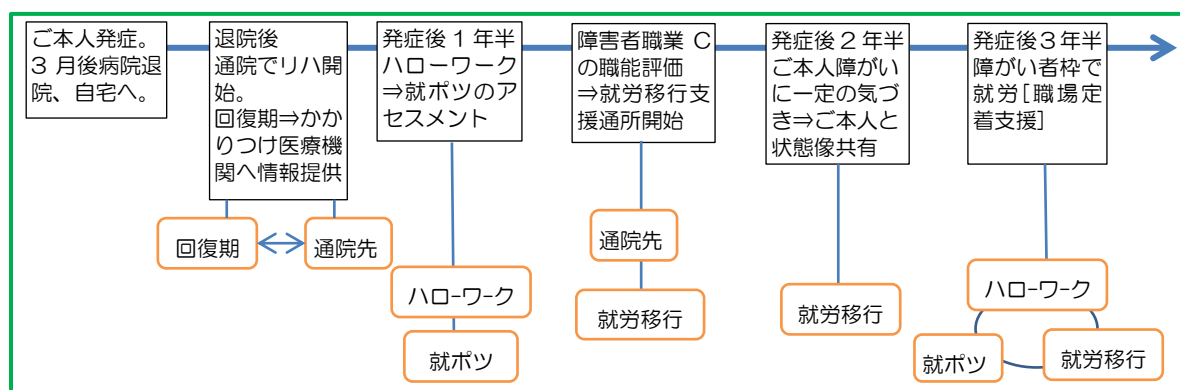 ご本人発症。
3 月後病院退
院、自宅へ。
退院後
通院でリハ開
始。
回復期⇒かか
りつけ医療機
関へ情報提供
発症後 1 年半
ハローワーク
⇒就ポツのア
セスメント
障害者職業 C
の職能評価
⇒就労移行支
援通所開始
発症後 2 年半
ご本人障がい
に一定の気づ
き⇒ご本人と
状態像共有
発症後 3 年半
障がい者枠で
就労[職場定
着支援]
回復期
通院先
ハローワーク
就ポツ
通院先
就労移行
就労移行
ハローワーク
就ポツ
就労移行